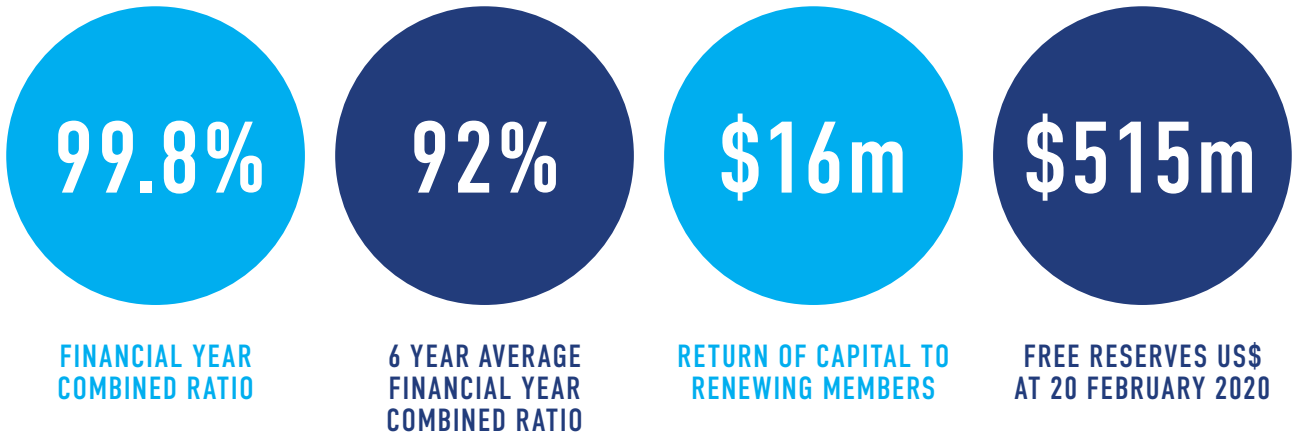 99.8%
FINANCIAL YEAR
COMBINED RATIO
92%
6 YEAR AVERAGE
FINANCIAL YEAR
COMBINED RATIO
$16m
RETURN OF CAPITAL TO
RENEWING MEMBERS
$515m
FREE RESERVES US$
AT 20 FEBRUARY 2020